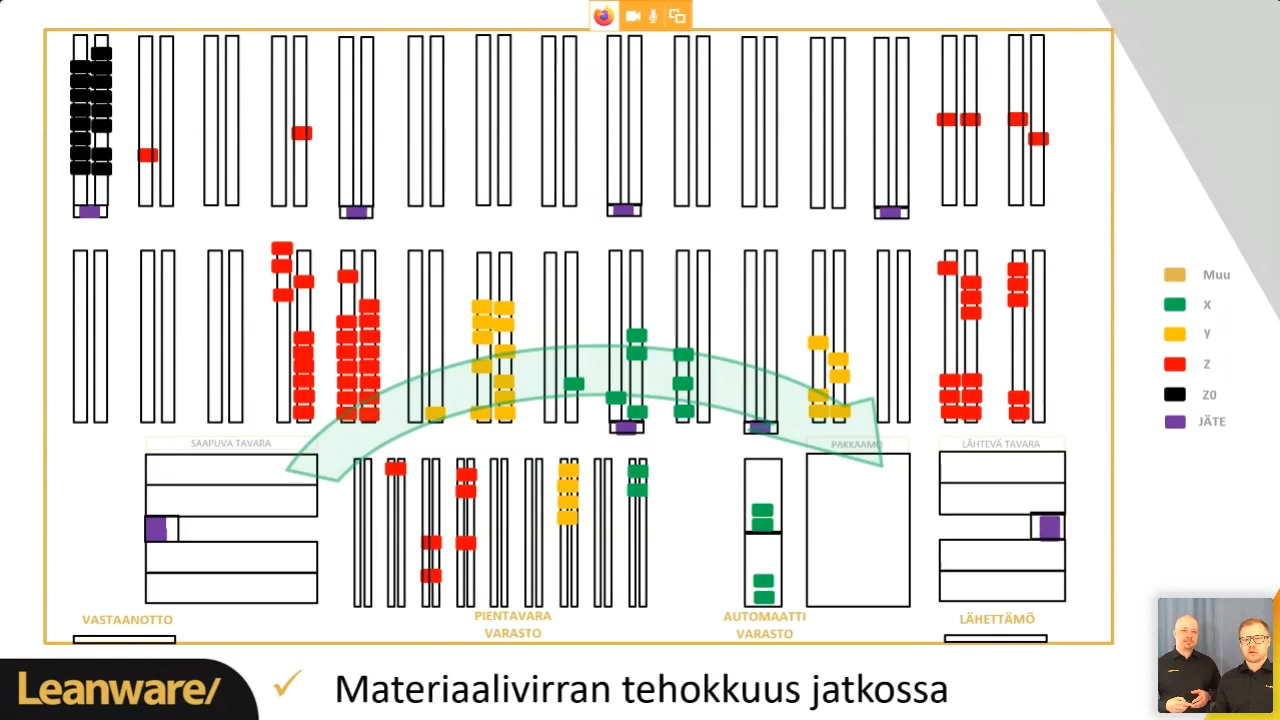 SAAPUVA TAVARA
PAKKAAMO
LÄHTEVÄ TAVARA
VASTAANOTTO
PIENTAVARA
VARASTO
AUTOMAATTI
VARASTO
LÄHETTÄMÖ
Muu
X
Y
Z
Z0
JÄTE
Leanware/
✓ Materiaalivirran tehokkuus jatkossa